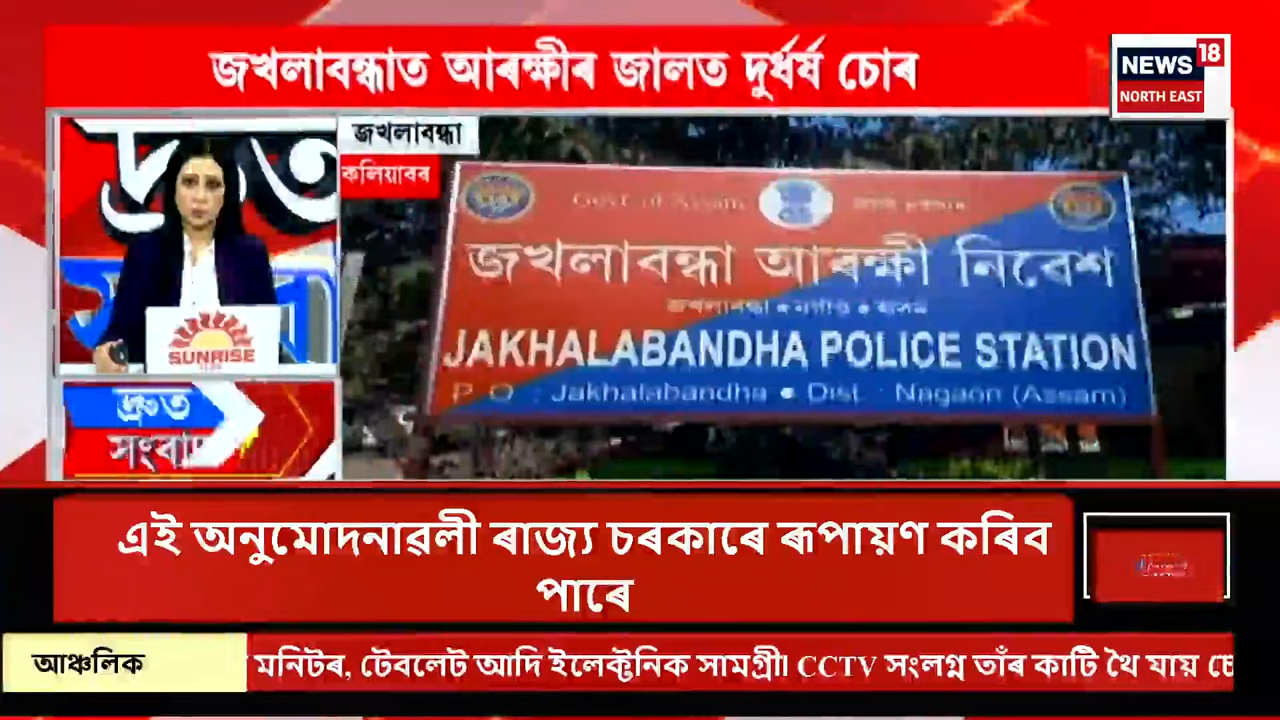 জখলাবন্ধাত আৰক্ষীৰ জালত দুৰ্ধৰ্ষ চোৰ
NEWS 18
NORTH EAST
জখলাবন্ধা
কলিয়াবৰ
দ্ৰুত
SUNRISE
দ্ৰুত
Govt of Assam
জখলাবন্ধা আৰক্ষী নিবেশ
JAKHALABANDHA POLICE STATION
P.O : Jakhalabandha • Dist : Nagaon (Assam)
এই অনুমোদনাৱলী ৰাজ্য চৰকাৰে ৰূপায়ণ কৰিব
পাৰে
আঞ্চলিক
মনিটৰ, টেবলেট আদি ইলেক্ট্ৰনিক সামগ্ৰী। CCTV সংলগ্ন তাঁৰ কাটি থৈ যায়